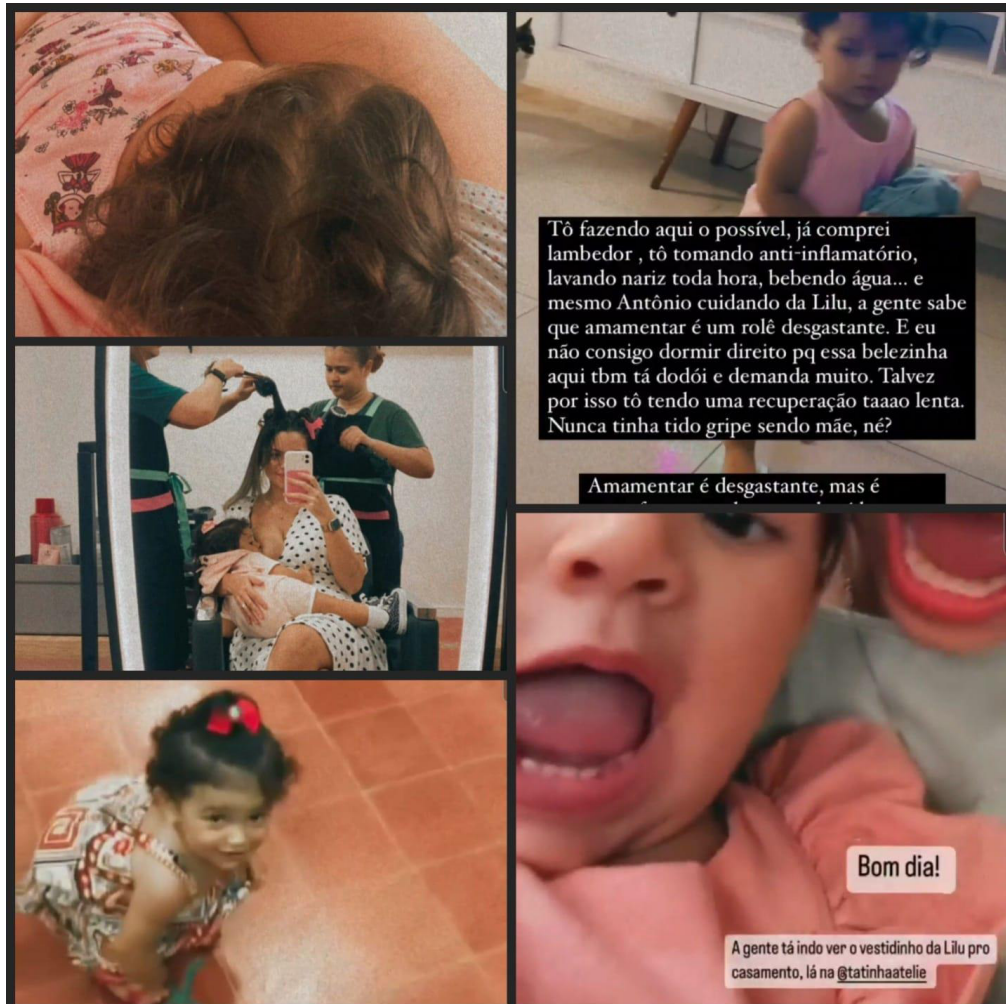 Tô fazendo aqui o possível, já comprei
lambedor , tô tomando anti-inflamatório,
lavando nariz toda hora, bebendo água... e
mesmo Antônio cuidando da Lilu, a gente sabe
que amamentar é um rolê desgastante. E eu
não consigo dormir direito pq essa belezinha
aqui tbm tá dodói e demanda muito. Talvez
por isso tô tendo uma recuperação taaao lenta.
Nunca tinha tido gripe sendo mãe, né?
Amamentar é desgastante, mas é
Bom dia!
A gente tá indo ver o vestidinho da Lilu pro
casamento, lá na @tatinhaatelie